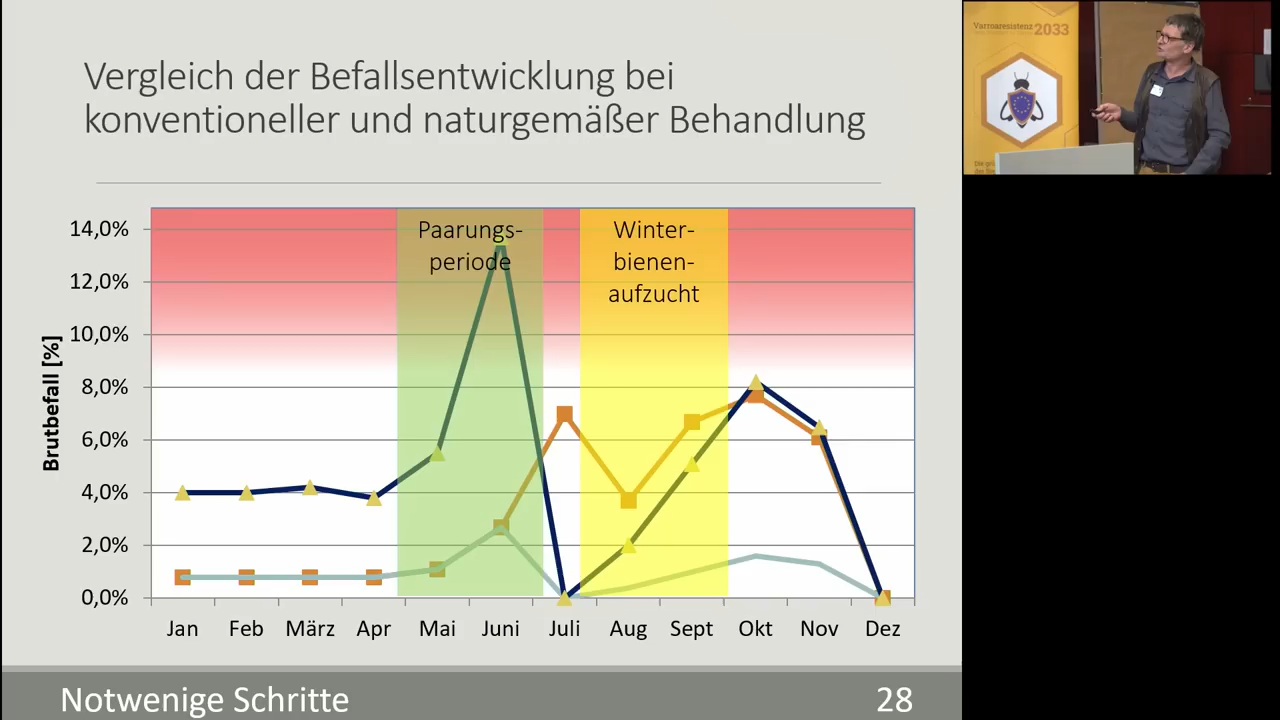 Vergleich der Befallsentwicklung bei
konventioneller und naturgemäßer Behandlung
Varroaresistenz 2033
Paarungs-
periode
Winter-
bienen-
aufzucht
Brutbefall [%]
14,0%
12,0%
10,0%
8,0%
6,0%
4,0%
2,0%
0,0%
Jan Feb März Apr Mai Juni Juli Aug Sept Okt Nov Dez
Notwenige Schritte 28